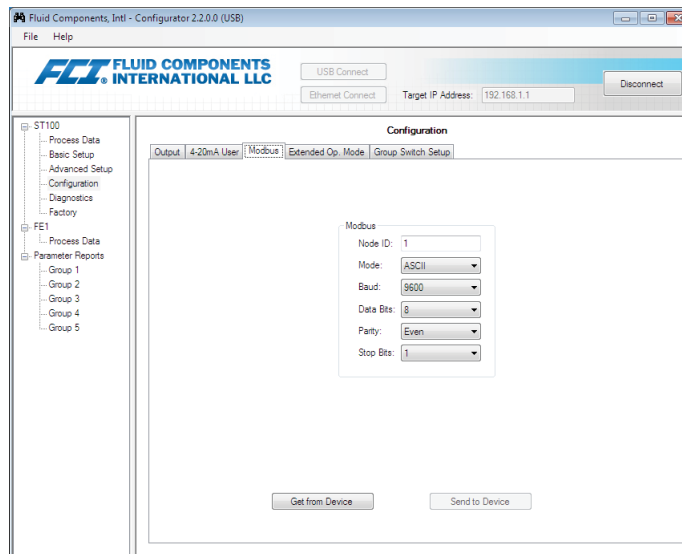 Fluid Components, Intl - Configurator 2.2.0.0 (USB)
File Help
FCI. FLUID COMPONENTS
® INTERNATIONAL LLC
USB Connect
Ethernet Connect
Target IP Address: 192.168.1.1
Disconnect
ST100
Process Data
Basic Setup
Advanced Setup
Configuration
Diagnostics
Factory
FE1
Process Data
Parameter Reports
Group 1
Group 2
Group 3
Group 4
Group 5
Configuration
Output 4-20mA User Modbus Extended Op. Mode Group Switch Setup
Modbus
Node ID: 1
Mode: ASCII
Baud: 9600
Data Bits: 8
Parity: Even
Stop Bits: 1
Get from Device Send to Device